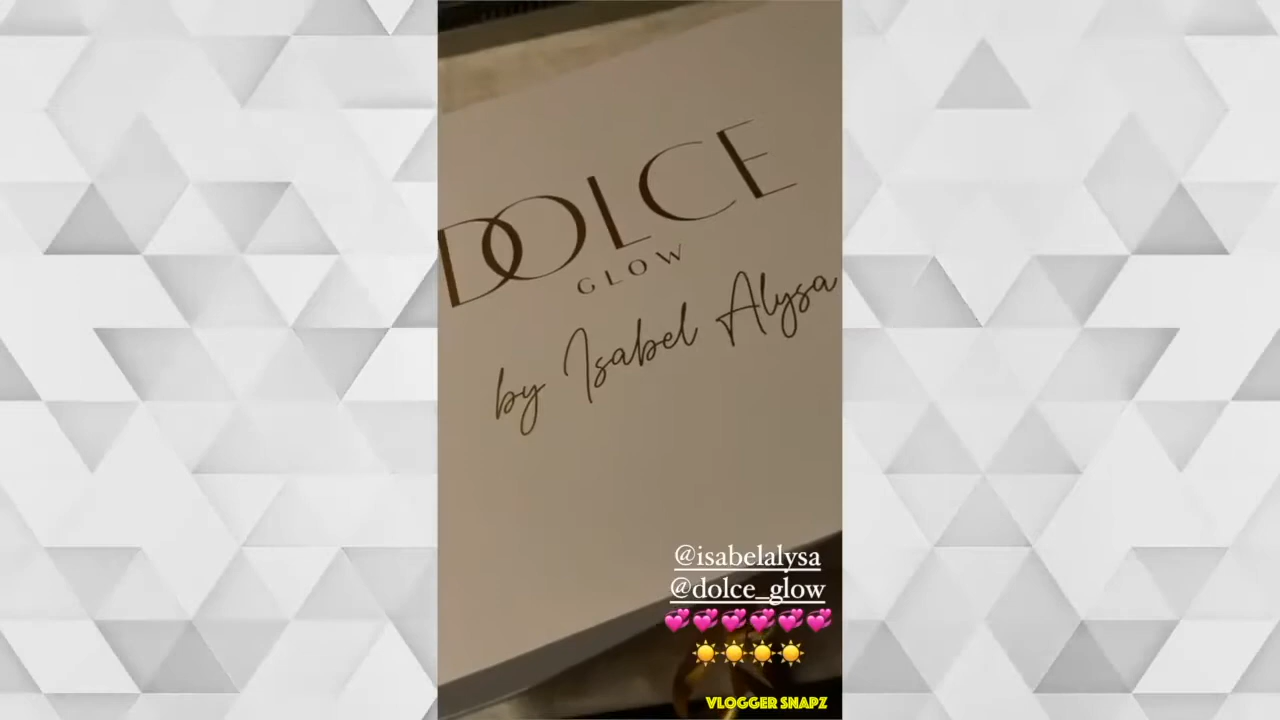 DOLCE
GLOW
by Isabel Alysa
@isabelalysa
@dolce_glow
💞💞💞💞💞💞
☀️☀️☀️☀️
VLOGGER SNAPZ